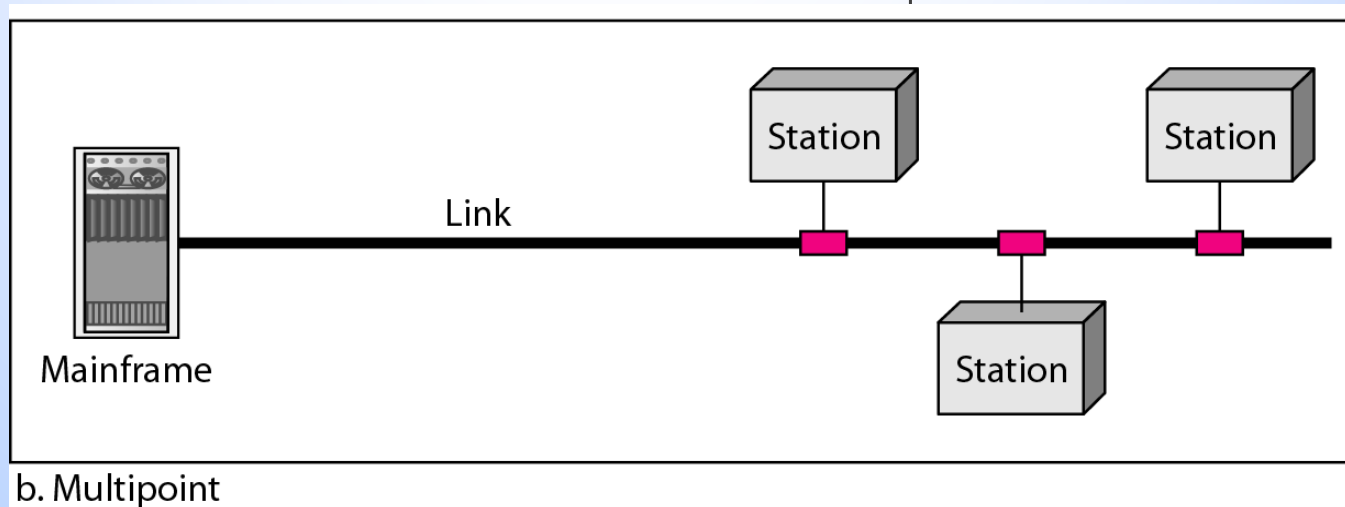 Station
Station
Link
Station
Mainframe
b. Multipoint